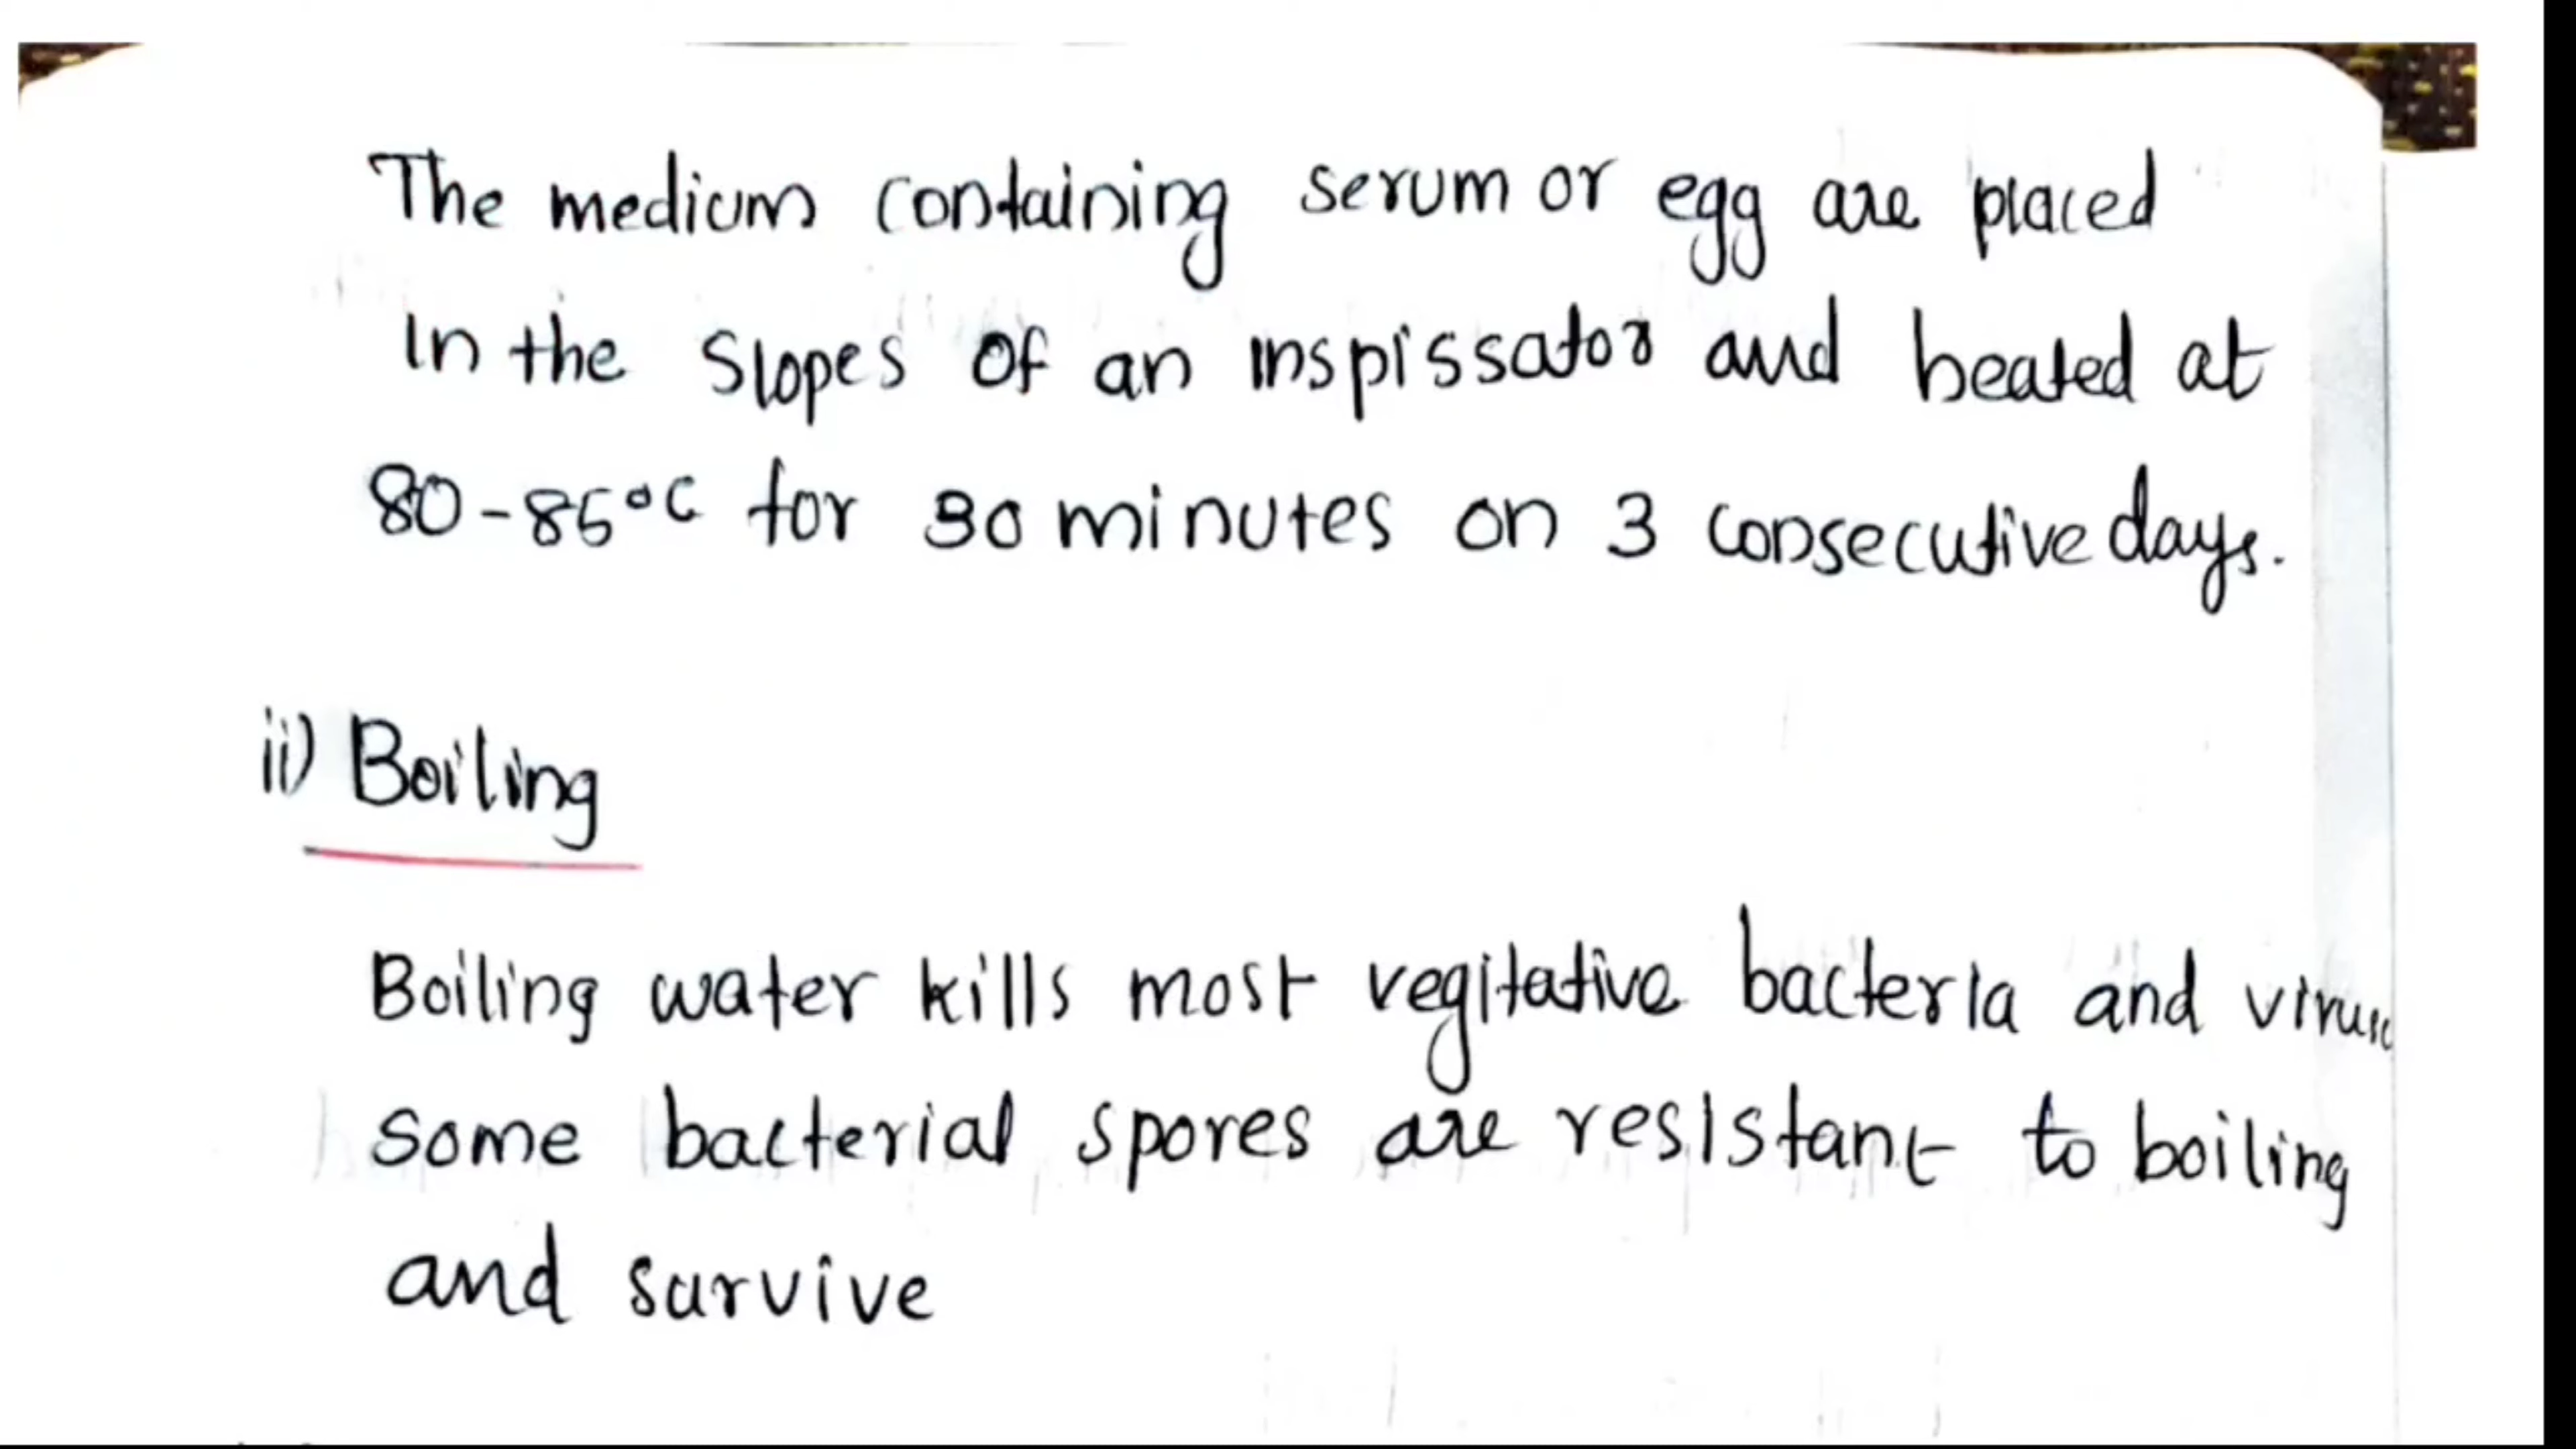 The medium containing serum or egg are placed
In the slopes of an inspissator and heated at
80-85°C for 30 minutes on 3 consecutive days.
ii) Boiling
Boiling water kills most vegitative bacteria and
some bacterial spores are resistant to boiling
and survive